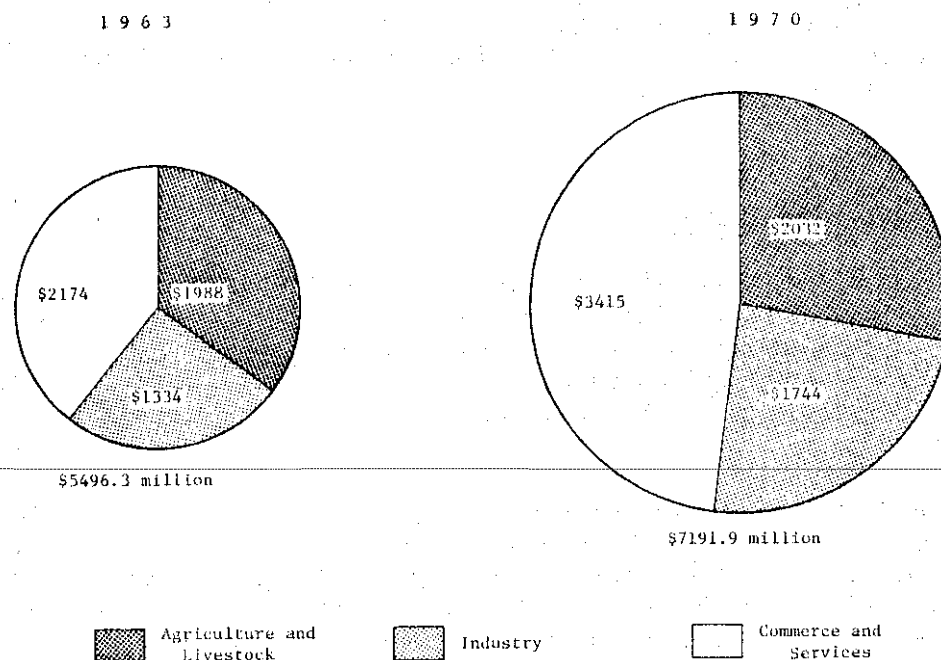 1963
1970
$2174
$1988
$1334
$5496.3 million
$2032
$3415
$1744
$7191.9 million
Agriculture and
Livestock
Industry
Commerce and
Services